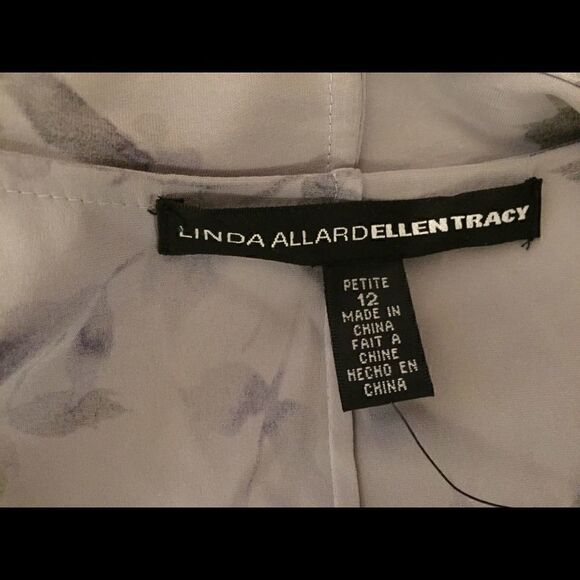 LINDA ALLARDELLEN TRACY
PETITE
12
MADE IN
CHINA
FAIT A
CHINE
HECHO EN
CHINA